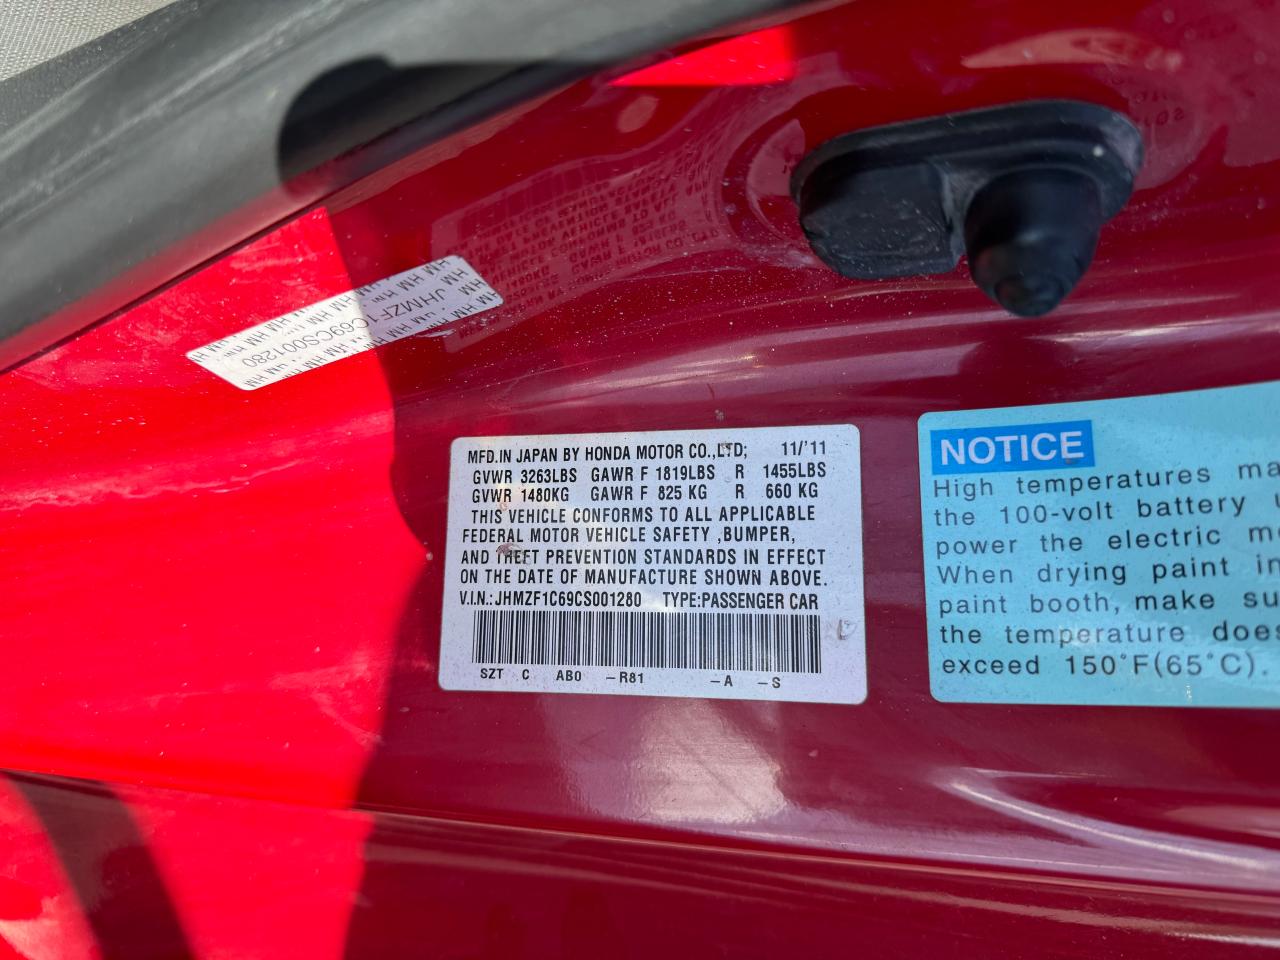 JHMZF1C69CS001280
MFD.IN JAPAN BY HONDA MOTOR CO.,LTD; 11/'11
GVWR 3263LBS GAWR F 1819LBS R 1455LBS
GVWR 1480KG GAWR F 825 KG R 660 KG
THIS VEHICLE CONFORMS TO ALL APPLICABLE
FEDERAL MOTOR VEHICLE SAFETY ,BUMPER,
AND THEFT PREVENTION STANDARDS IN EFFECT
ON THE DATE OF MANUFACTURE SHOWN ABOVE.
V.I.N.:JHMZF1C69CS001280 TYPE:PASSENGER CAR
SZT C AB0 –R81 –A –S
NOTICE
High temperatures ma
the 100-volt battery
power the electric m
When drying paint in
paint booth, make su
the temperature does
exceed 150°F(65°C).